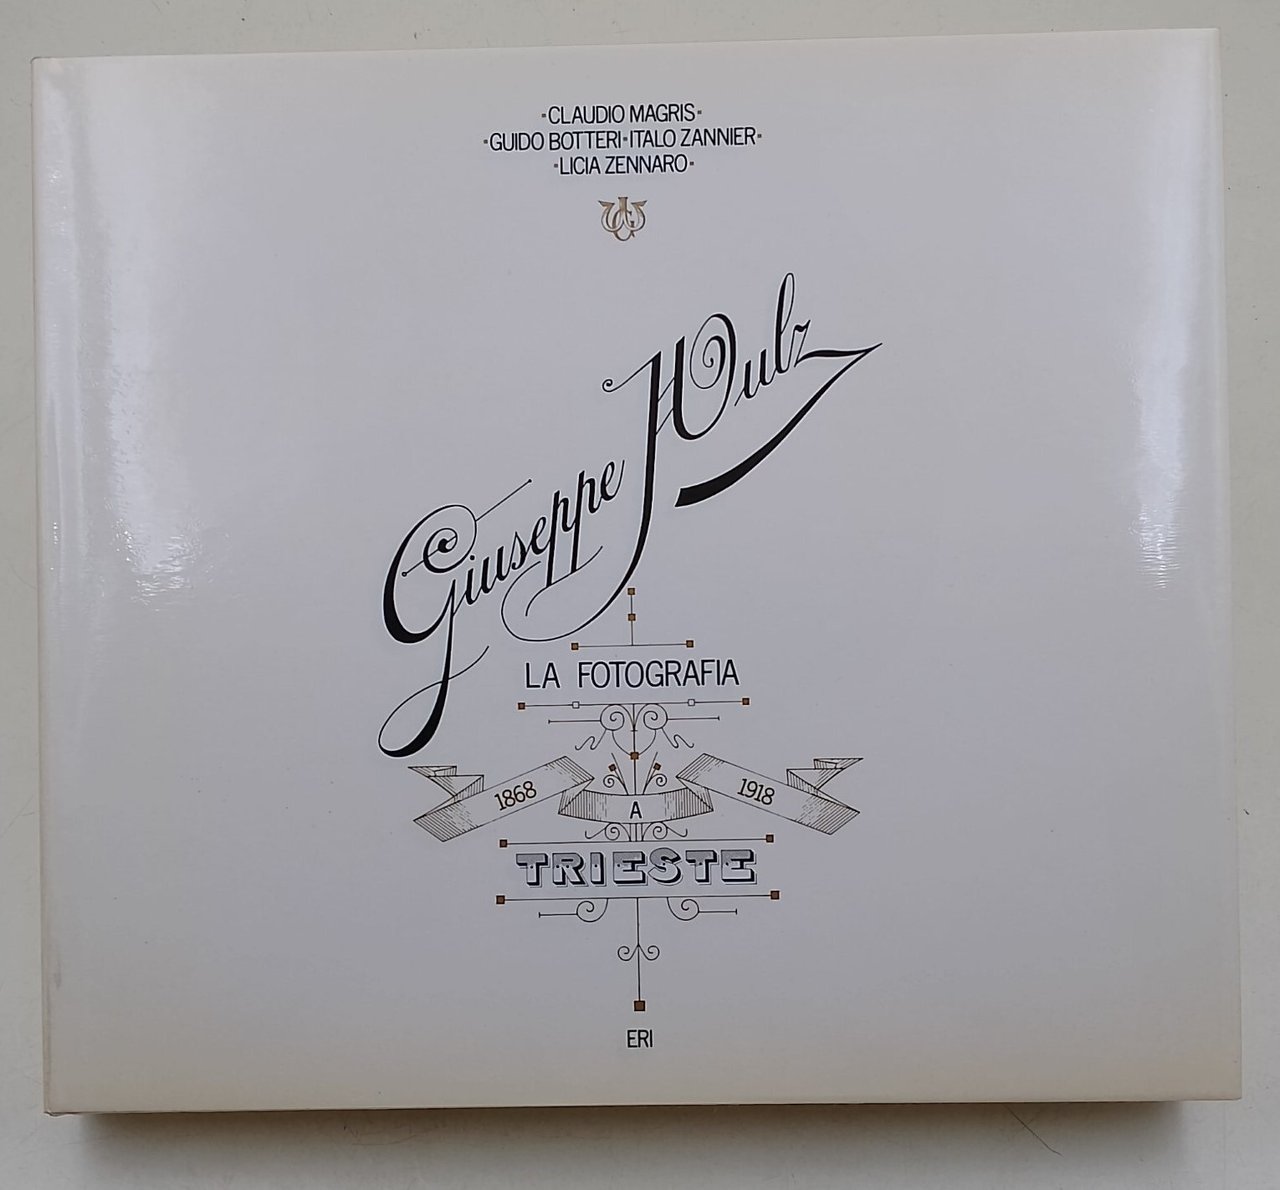 ▪CLAUDIO MAGRIS▪
▪GUIDO BOTTERI▪ITALO ZANNIER▪
▪LICIA ZENNARO▪
Giuseppe Wulz
LA FOTOGRAFIA
1868 A 1918
TRIESTE
ERI